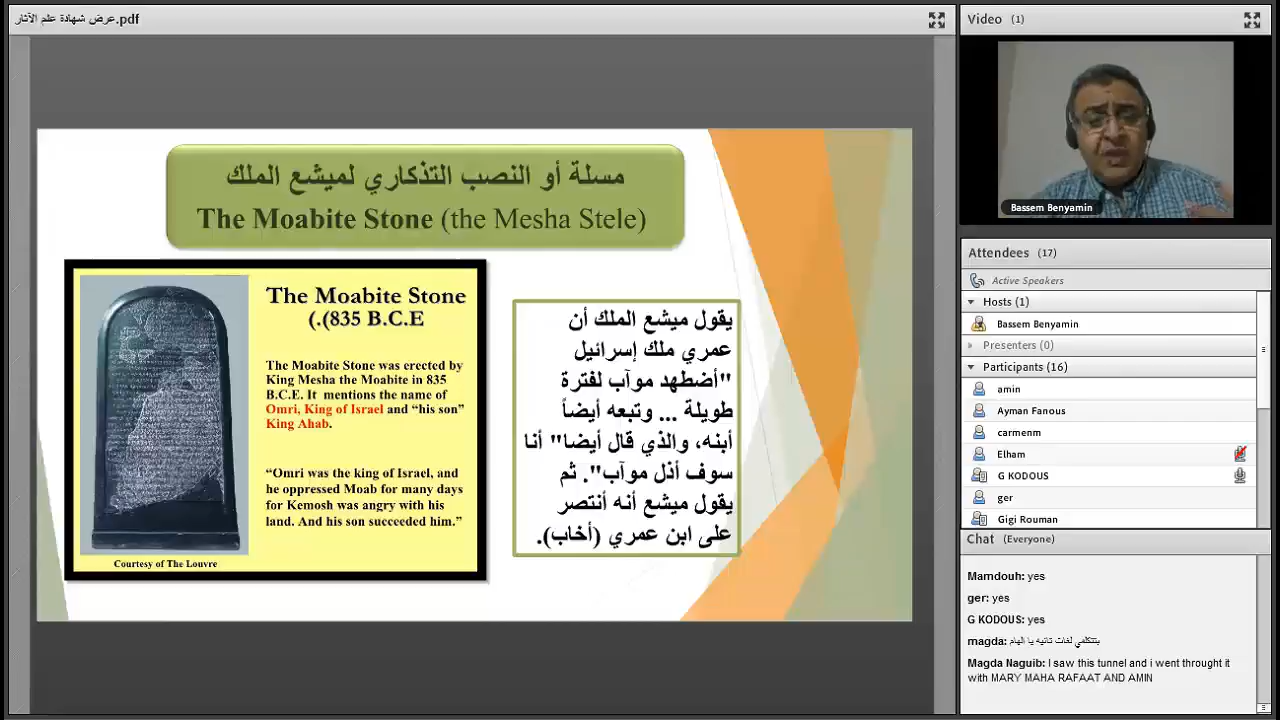 عرض شهادة علم الآثار.pdf
مسلة أو النصب التذكاري لميشع الملك
The Moabite Stone (the Mesha Stele)
The Moabite Stone
(.(835 B.C.E
The Moabite Stone was erected by
King Mesha the Moabite in 835
B.C.E. It mentions the name of
Omri, King of Israel and “his son”
King Ahab.
“Omri was the king of Israel, and
he oppressed Moab for many days
for Kemosh was angry with his
land. And his son succeeded him.”
Courtesy of The Louvre
يقول ميشع الملك أن
عمري ملك إسرائيل
"أضطهد موآب لفترة
طويلة ... وتبعه أيضاً
أبنه، والذي قال أيضا" أنا
سوف أذل موآب". ثم
يقول ميشع أنه أنتصر
على ابن عمري (أخاب).
Video (1)
Bassem Benyamin
Attendees (17)
Active Speakers
Hosts (1)
Bassem Benyamin
Presenters (0)
Participants (16)
amin
Ayman Fanous
carmenm
Elham
G KODOUS
ger
Gigi Rouman
Chat (Everyone)
Mamdouh: yes
ger: yes
G KODOUS: yes
magda: بتتكلمي لغات تانيه يا الهام
Magda Naguib: I saw this tunnel and i went throught it
with MARY MAHA RAFAAT AND AMIN